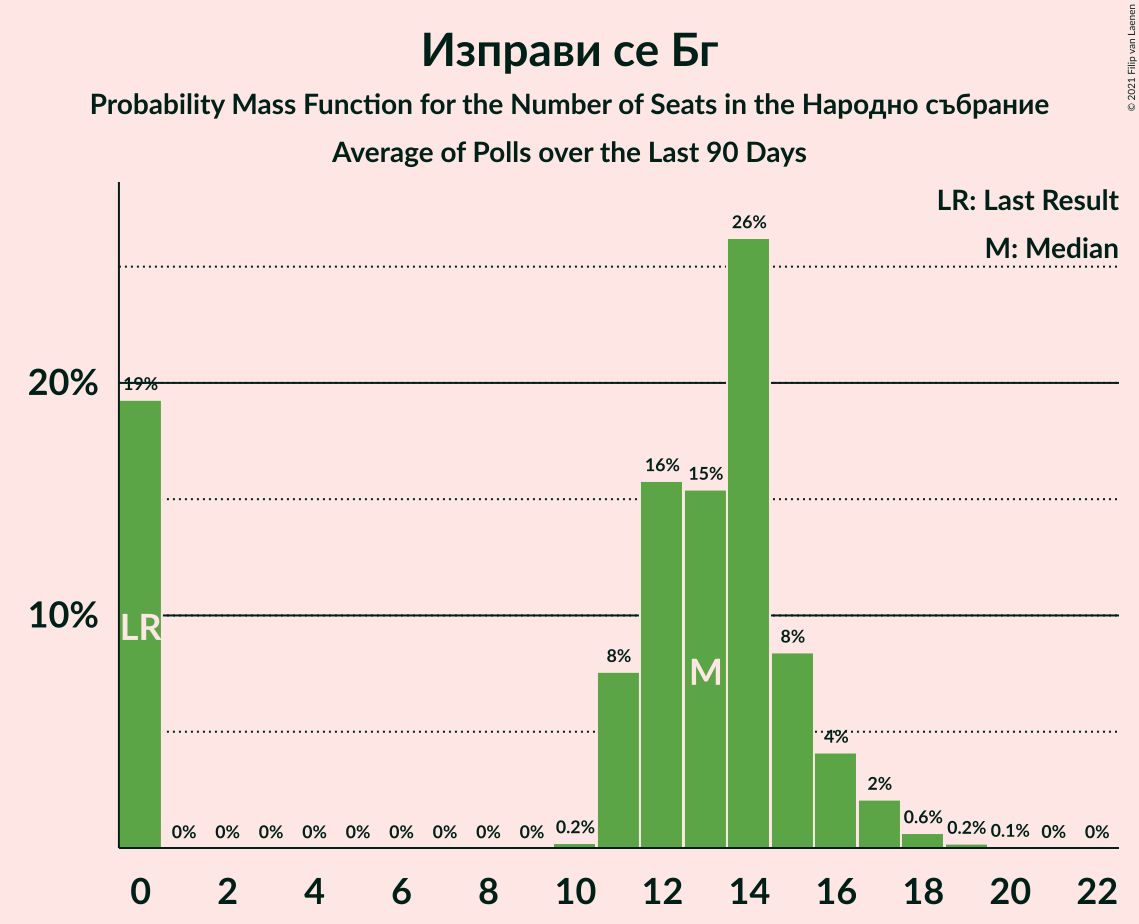 Изправи се Бг
Probability Mass Function for the Number of Seats in the Народно събрание
Average of Polls over the Last 90 Days
© 2021 Filip van Laenen
LR: Last Result
M: Median
20%
10%
19%
0%
0%
0%
0%
0%
0%
0%
0%
0%
0.2%
8%
16%
15%
26%
8%
4%
2%
0.6%
0.2%
0.1%
0%
0%
LR
M
0 2 4 6 8 10 12 14 16 18 20 22